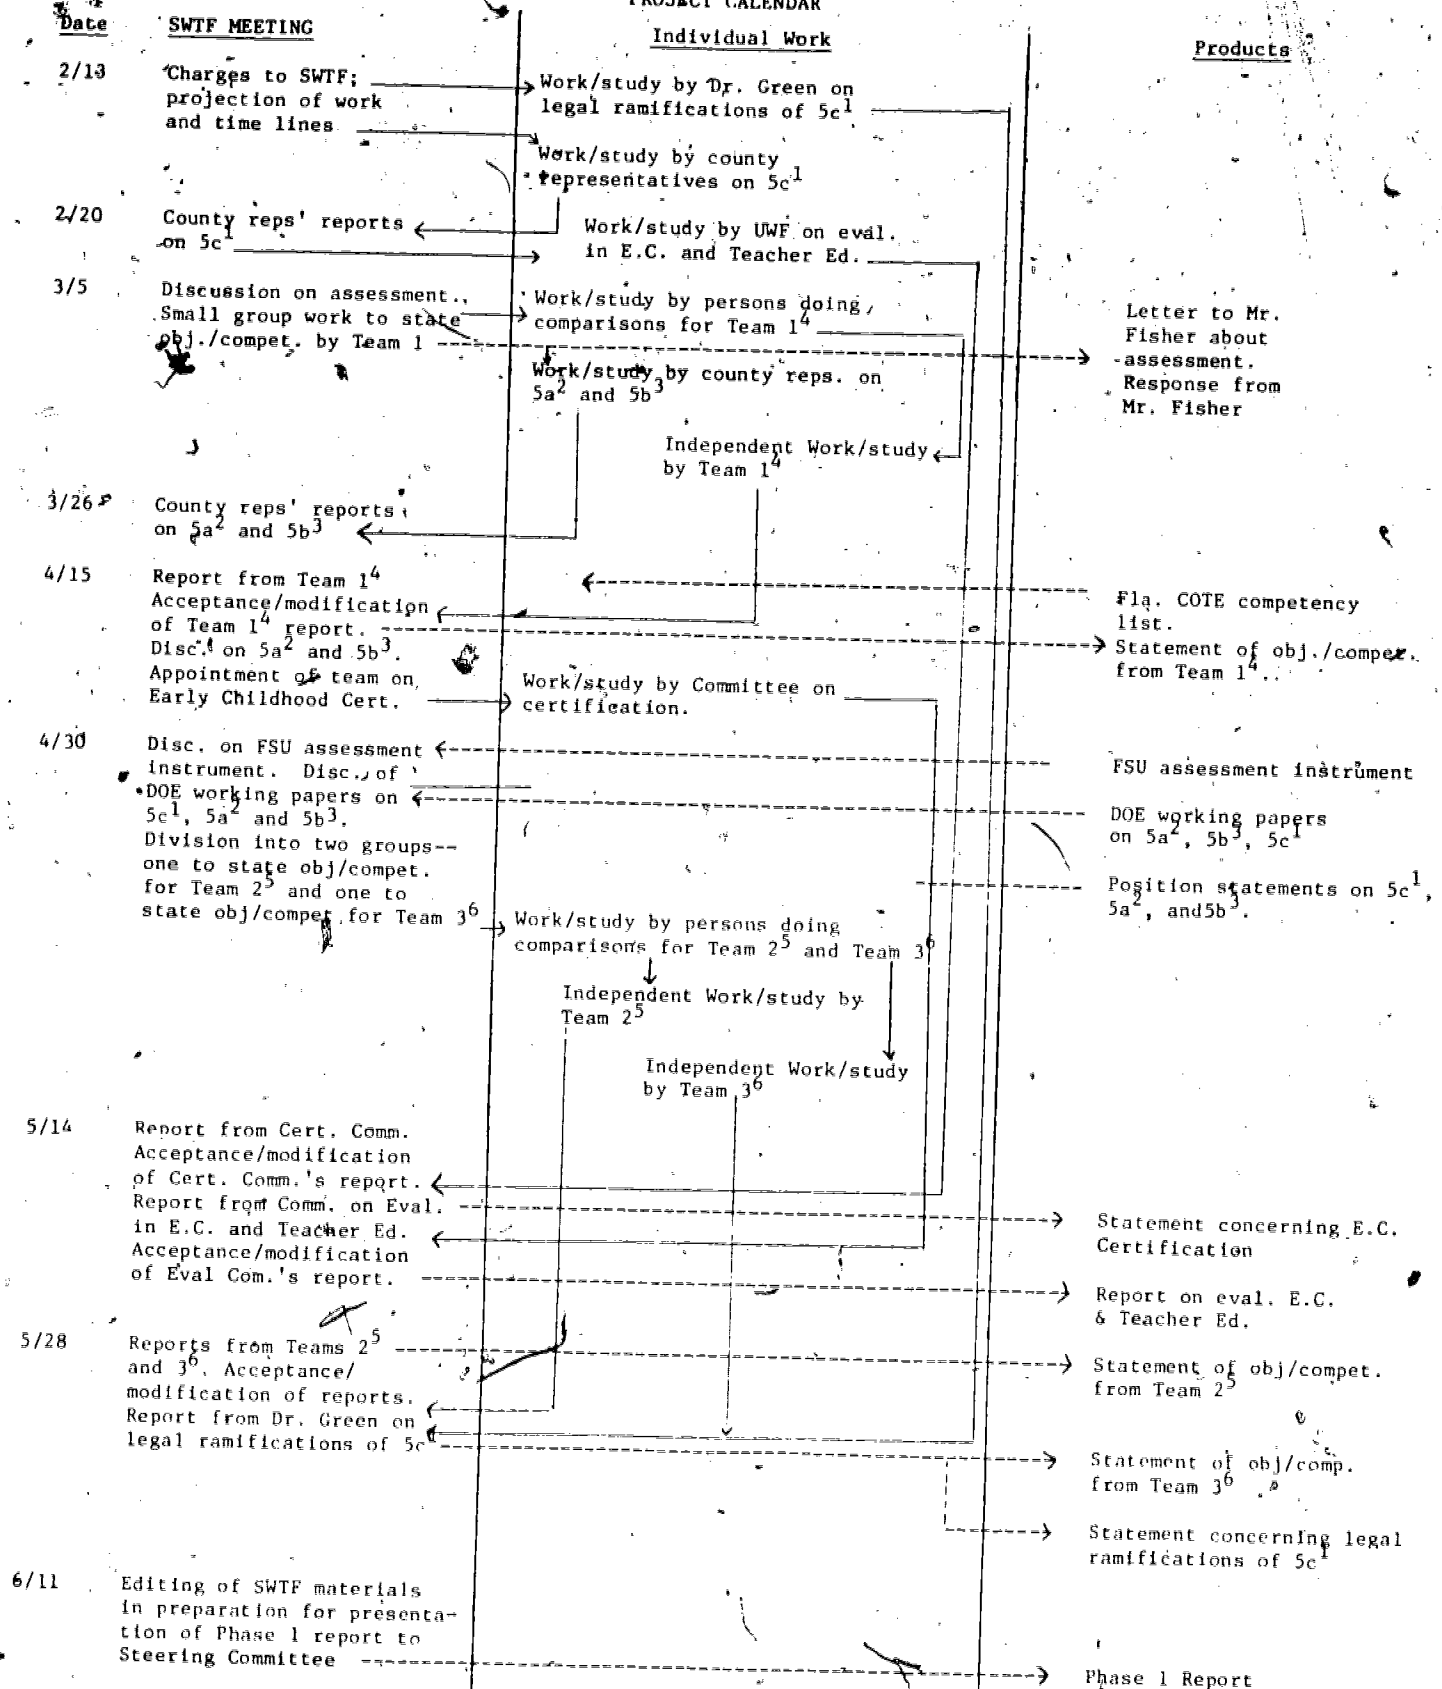 PROJECT CALENDAR
Date
SWTF MEETING
Individual Work
Products
2/13
Charges to SWTF;
projection of work
and time lines
Work/study by Dr. Green on
legal ramifications of 5c1
Work/study by county
representatives on 5c1
2/20
County reps' reports
on 5c1
Work/study by UWF on eval.
in E.C. and Teacher Ed.
3/5
Discussion on assessment.
Small group work to state
obj./compet. by Team 1
Work/study by persons doing
comparisons for Team 14
Work/study by county reps. on
5a2 and 5b3
Letter to Mr.
Fisher about
assessment.
Response from
Mr. Fisher
Independent Work/study
by Team 14
3/26
County reps' reports
on 5a2 and 5b3
4/15
Report from Team 14
Acceptance/modification
of Team 14 report.
Disc. on 5a2 and 5b3.
Appointment of team on
Early Childhood Cert.
Work/study by Committee on
certification.
Fla. COTE competency
list.
Statement of obj./compet.
from Team 14.
4/30
Disc. on FSU assessment
instrument. Disc. of
DOE working papers on
5c1, 5a2 and 5b3.
Division into two groups--
one to state obj/compet.
for Team 25 and one to
state obj/compet for Team 36
Work/study by persons doing
comparisons for Team 25 and Team 36
Independent Work/study by
Team 25
Independent Work/study
by Team 36
FSU assessment instrument
DOE working papers
on 5a2, 5b3, 5c1
Position statements on 5c1,
5a2, and5b3.
5/14
Report from Cert. Comm.
Acceptance/modification
of Cert. Comm.'s report.
Report from Comm. on Eval.
in E.C. and Teacher Ed.
Acceptance/modification
of Eval Com.'s report.
Statement concerning E.C.
Certification
Report on eval. E.C.
& Teacher Ed.
5/28
Reports from Teams 25
and 36. Acceptance/
modification of reports.
Report from Dr. Green on
legal ramifications of 5c1
Statement of obj/compet.
from Team 25
Statement of obj/comp.
from Team 36
Statement concerning legal
ramifications of 5c1
6/11
Editing of SWTF materials
in preparation for presenta-
tion of Phase 1 report to
Steering Committee
Phase 1 Report